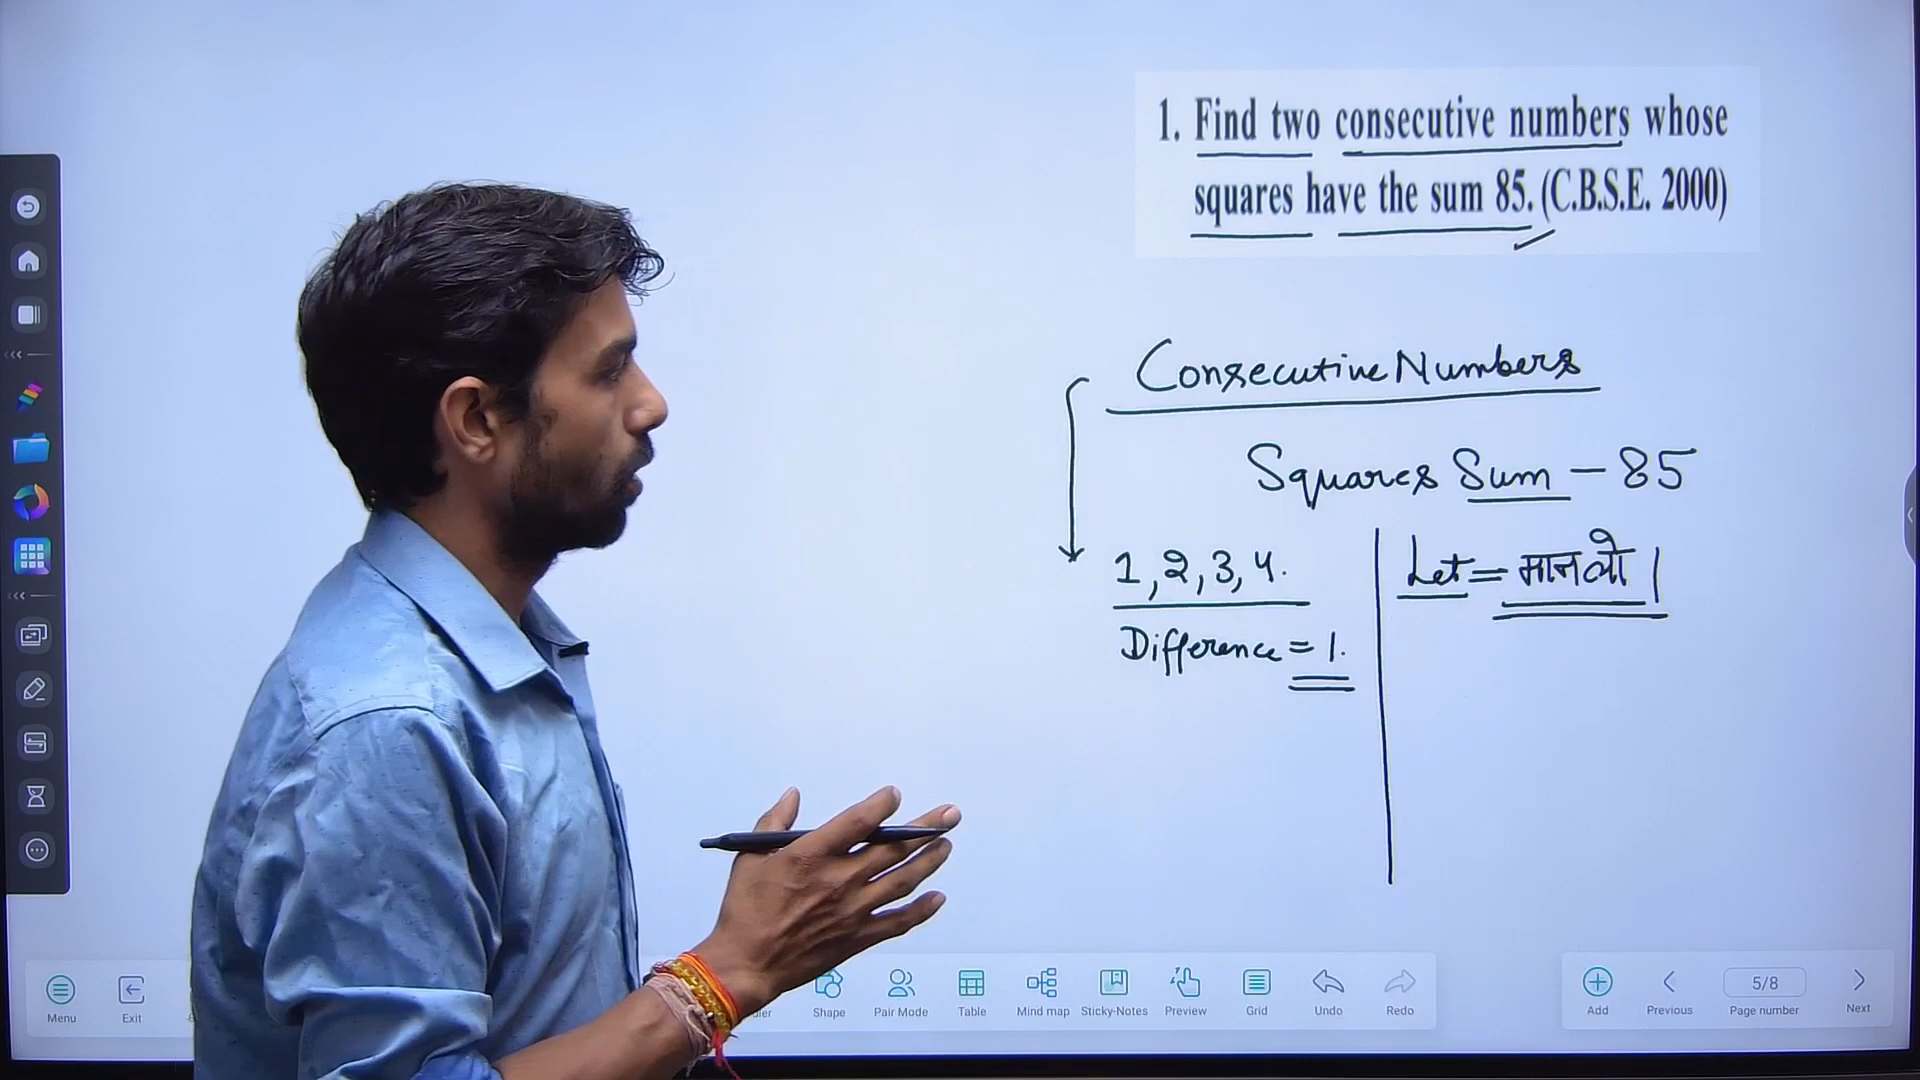 1. Find two consecutive numbers whose
squares have the sum 85. (C.B.S.E. 2000)
Consecutive Numbers
Squares Sum - 85
1, 2, 3, 4.
Let = मानलो |
Difference = 1.
Menu
Exit
Shape
Pair Mode
Table
Mind map
Sticky-Notes
Preview
Grid
Undo
Redo
Add
Previous
5/8
Page number
Next